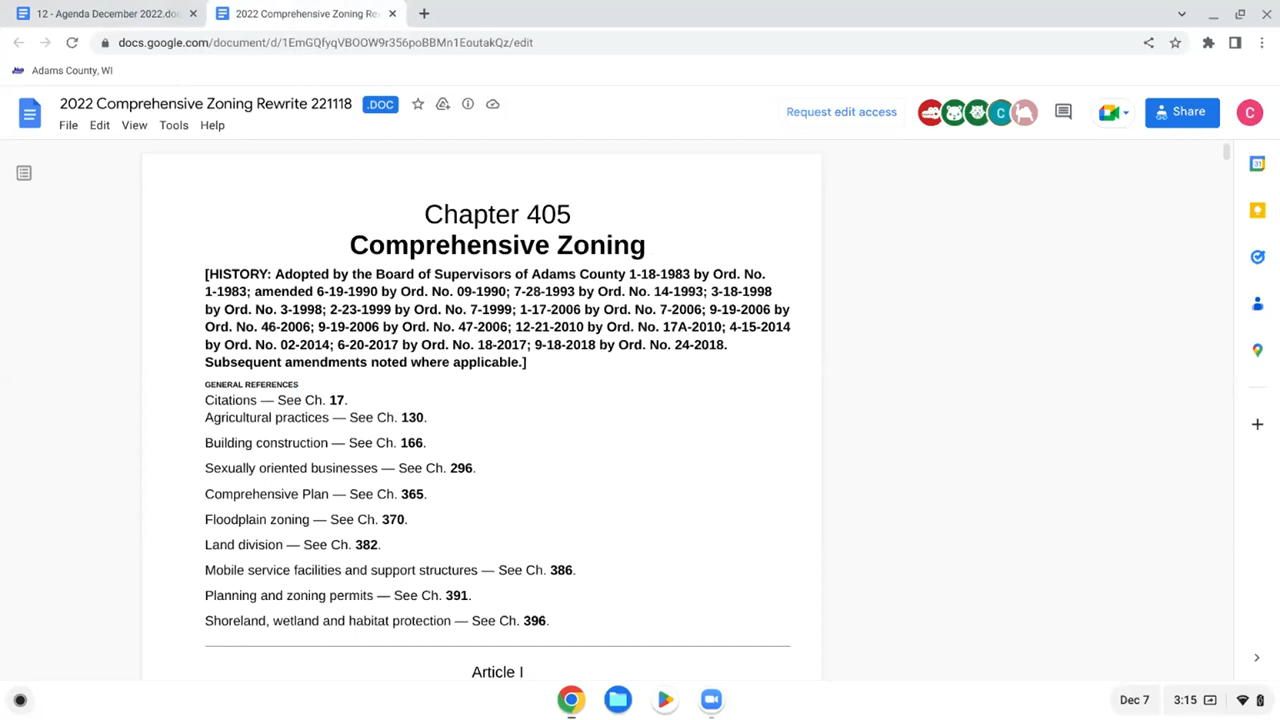 12 - Agenda December 2022.do
2022 Comprehensive Zoning Re
docs.google.com/document/d/1EmGQfyqVBOOW9r356poBBMn1EoutakQz/edit
Adams County, WI
2022 Comprehensive Zoning Rewrite 221118 .DOC
File Edit View Tools Help
Request edit access
C
Share
C
Chapter 405
Comprehensive Zoning
[HISTORY: Adopted by the Board of Supervisors of Adams County 1-18-1983 by Ord. No.
1-1983; amended 6-19-1990 by Ord. No. 09-1990; 7-28-1993 by Ord. No. 14-1993; 3-18-1998
by Ord. No. 3-1998; 2-23-1999 by Ord. No. 7-1999; 1-17-2006 by Ord. No. 7-2006; 9-19-2006 by
Ord. No. 46-2006; 9-19-2006 by Ord. No. 47-2006; 12-21-2010 by Ord. No. 17A-2010; 4-15-2014
by Ord. No. 02-2014; 6-20-2017 by Ord. No. 18-2017; 9-18-2018 by Ord. No. 24-2018.
Subsequent amendments noted where applicable.]
GENERAL REFERENCES
Citations — See Ch. 17.
Agricultural practices — See Ch. 130.
Building construction — See Ch. 166.
Sexually oriented businesses — See Ch. 296.
Comprehensive Plan — See Ch. 365.
Floodplain zoning — See Ch. 370.
Land division — See Ch. 382.
Mobile service facilities and support structures — See Ch. 386.
Planning and zoning permits — See Ch. 391.
Shoreland, wetland and habitat protection — See Ch. 396.
Article I
31
Dec 7
3:15